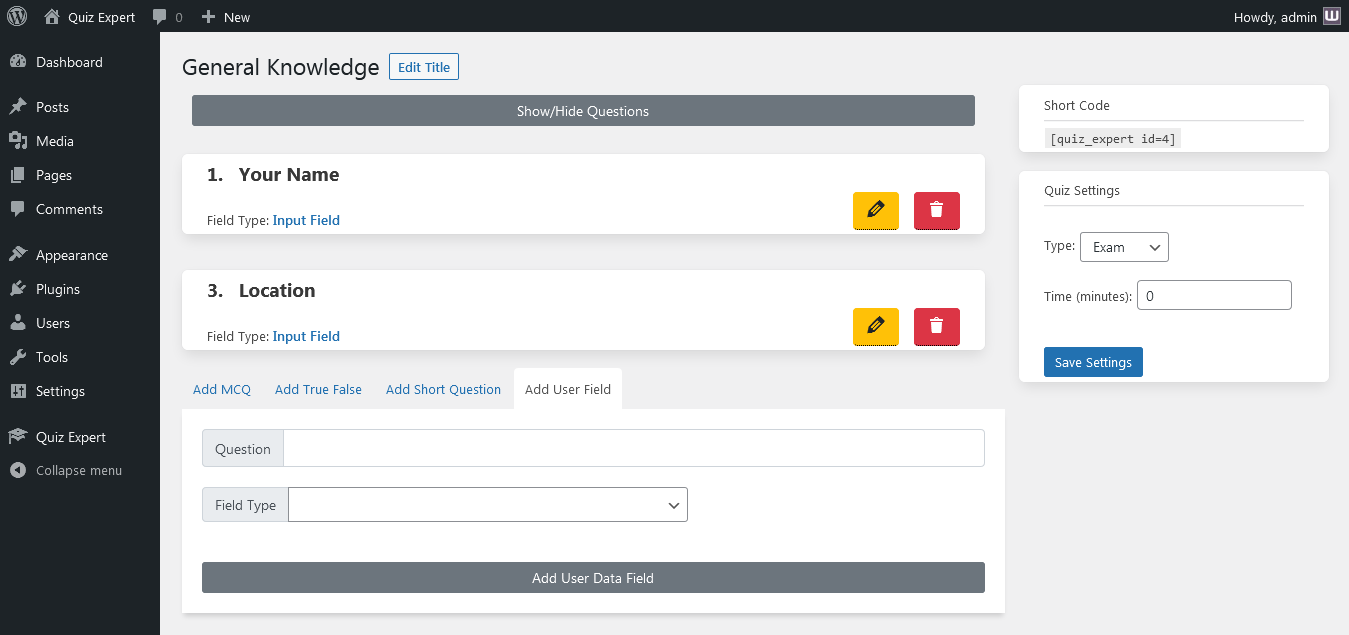 Quiz Expert 0 New Howdy, admin
Dashboard
Posts
Media
Pages
Comments
Appearance
Plugins
Users
Tools
Settings
Quiz Expert
Collapse menu
General Knowledge Edit Title
Show/Hide Questions
1. Your Name
Field Type: Input Field
3. Location
Field Type: Input Field
Add MCQ Add True False Add Short Question Add User Field
Question
Field Type
Add User Data Field
Short Code
[quiz_expert id=4]
Quiz Settings
Type: Exam
Time (minutes): 0
Save Settings